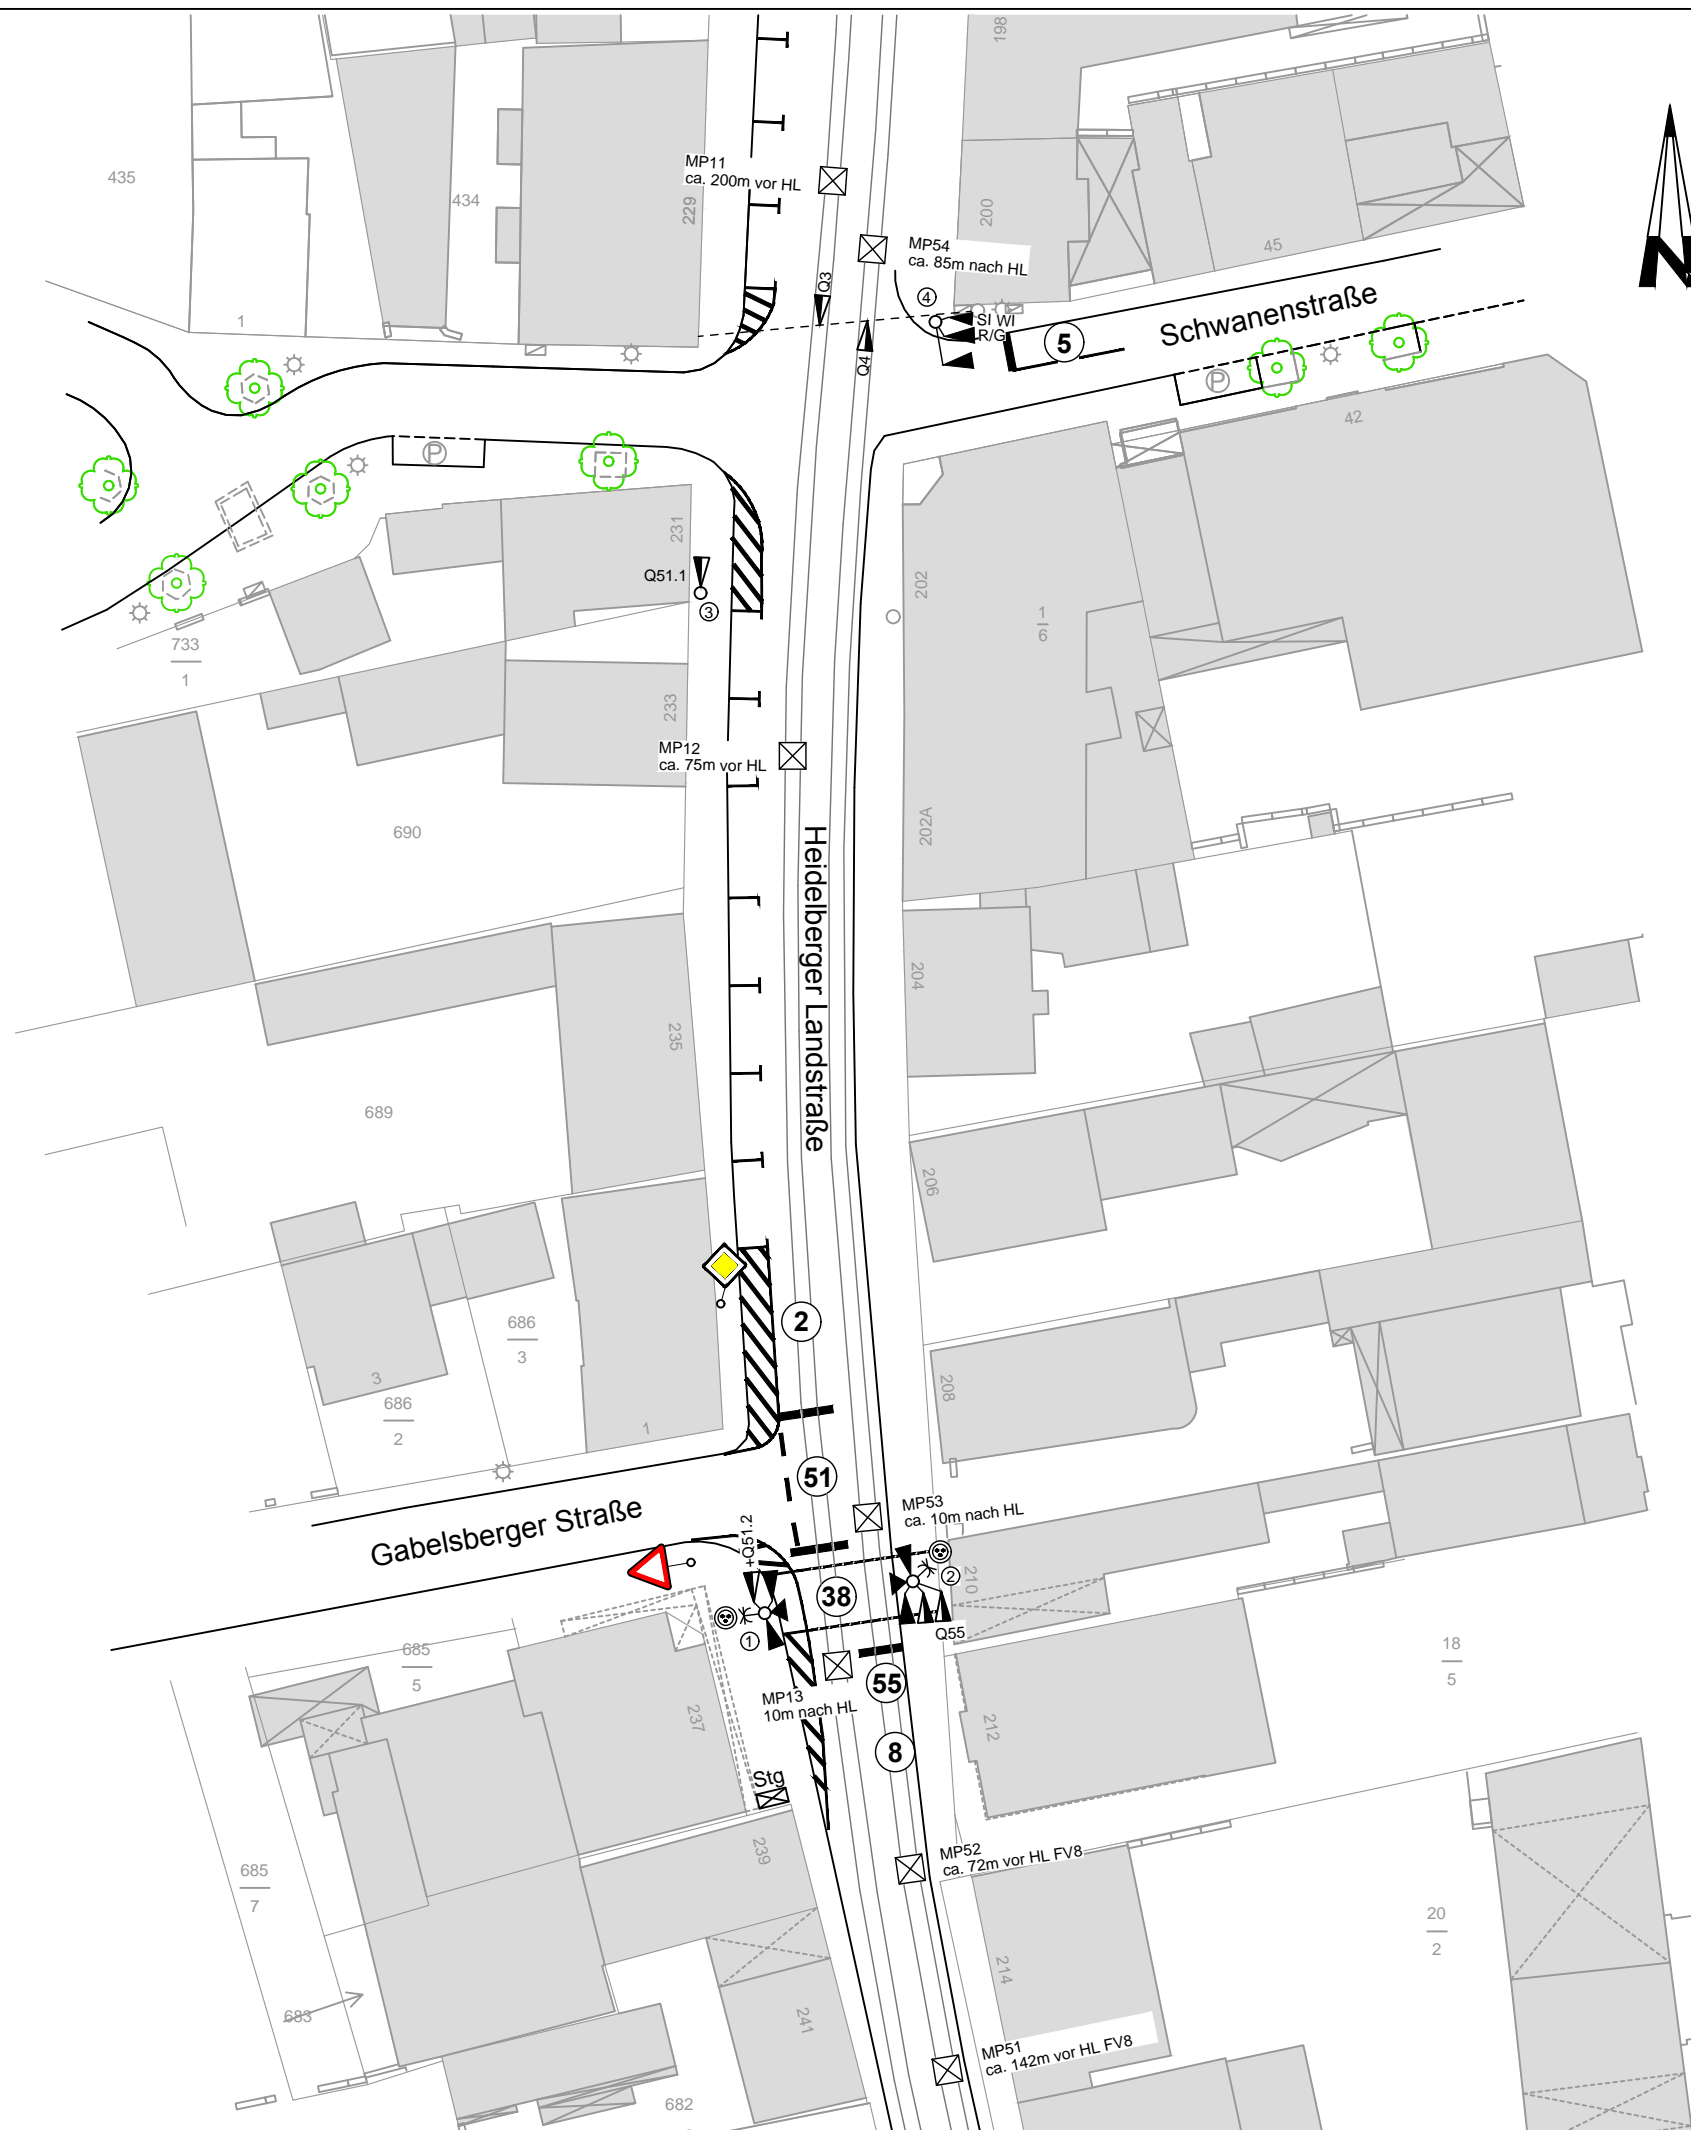 198
435
434
229
MP11
ca. 200m vor HL
200
45
N
MP54
ca. 85m nach HL
Q3
4
SI WI
R/G
5
Schwanenstraße
1
Q4
P
42
P
231
Q51.1
3
202
1
6
733
1
233
MP12
ca. 75m vor HL
690
202A
Heidelberger Landstraße
204
235
689
206
2
686
3
3
686
2
208
1
51
Gabelsberger Straße
MP53
ca. 10m nach HL
+Q51.2
38
2
210
1
Q55
685
5
18
5
55
MP13
10m nach HL
237
212
8
Stg
239
MP52
ca. 72m vor HL FV8
685
7
20
2
214
683
241
MP51
ca. 142m vor HL FV8
682